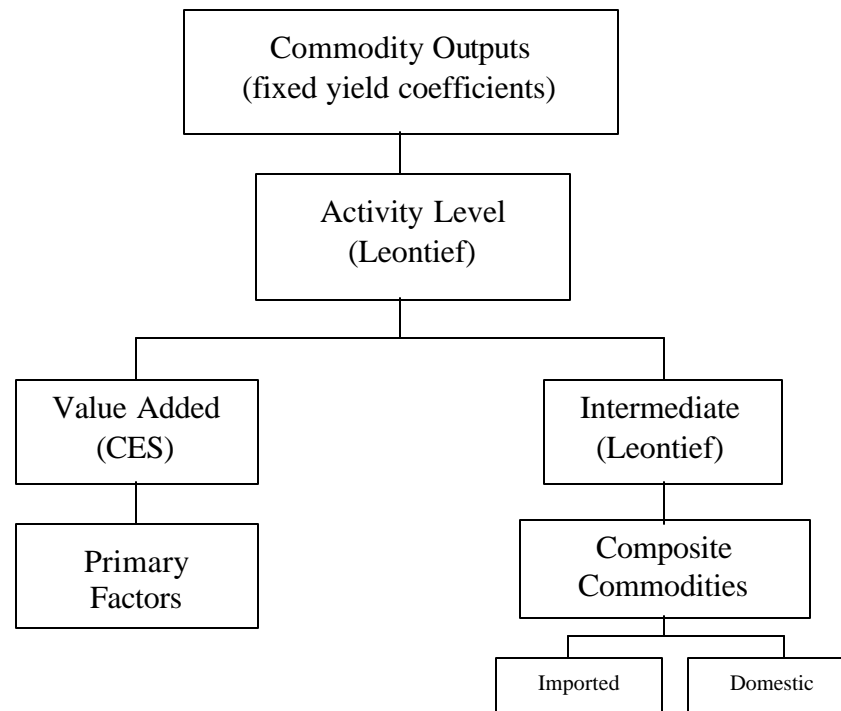 Commodity Outputs
(fixed yield coefficients)
Activity Level
(Leontief)
Value Added
(CES)
Intermediate
(Leontief)
Primary
Factors
Composite
Commodities
Imported
Domestic